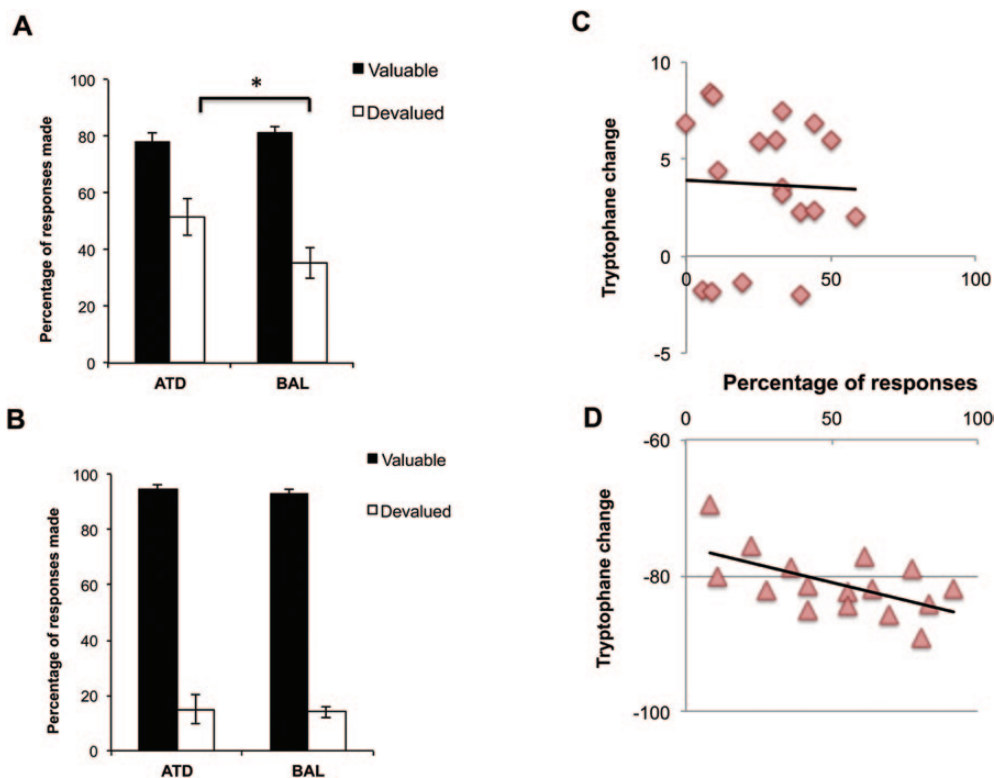 A
Valuable
Devalued
*
Percentage of responses made
100
80
60
40
20
0
ATD
BAL
B
Valuable
Devalued
Percentage of responses made
100
80
60
40
20
0
ATD
BAL
C
10
5
0
-5
0
50
100
Tryptophane change
Percentage of responses
D
0
50
100
-60
-80
-100
Tryptophane change